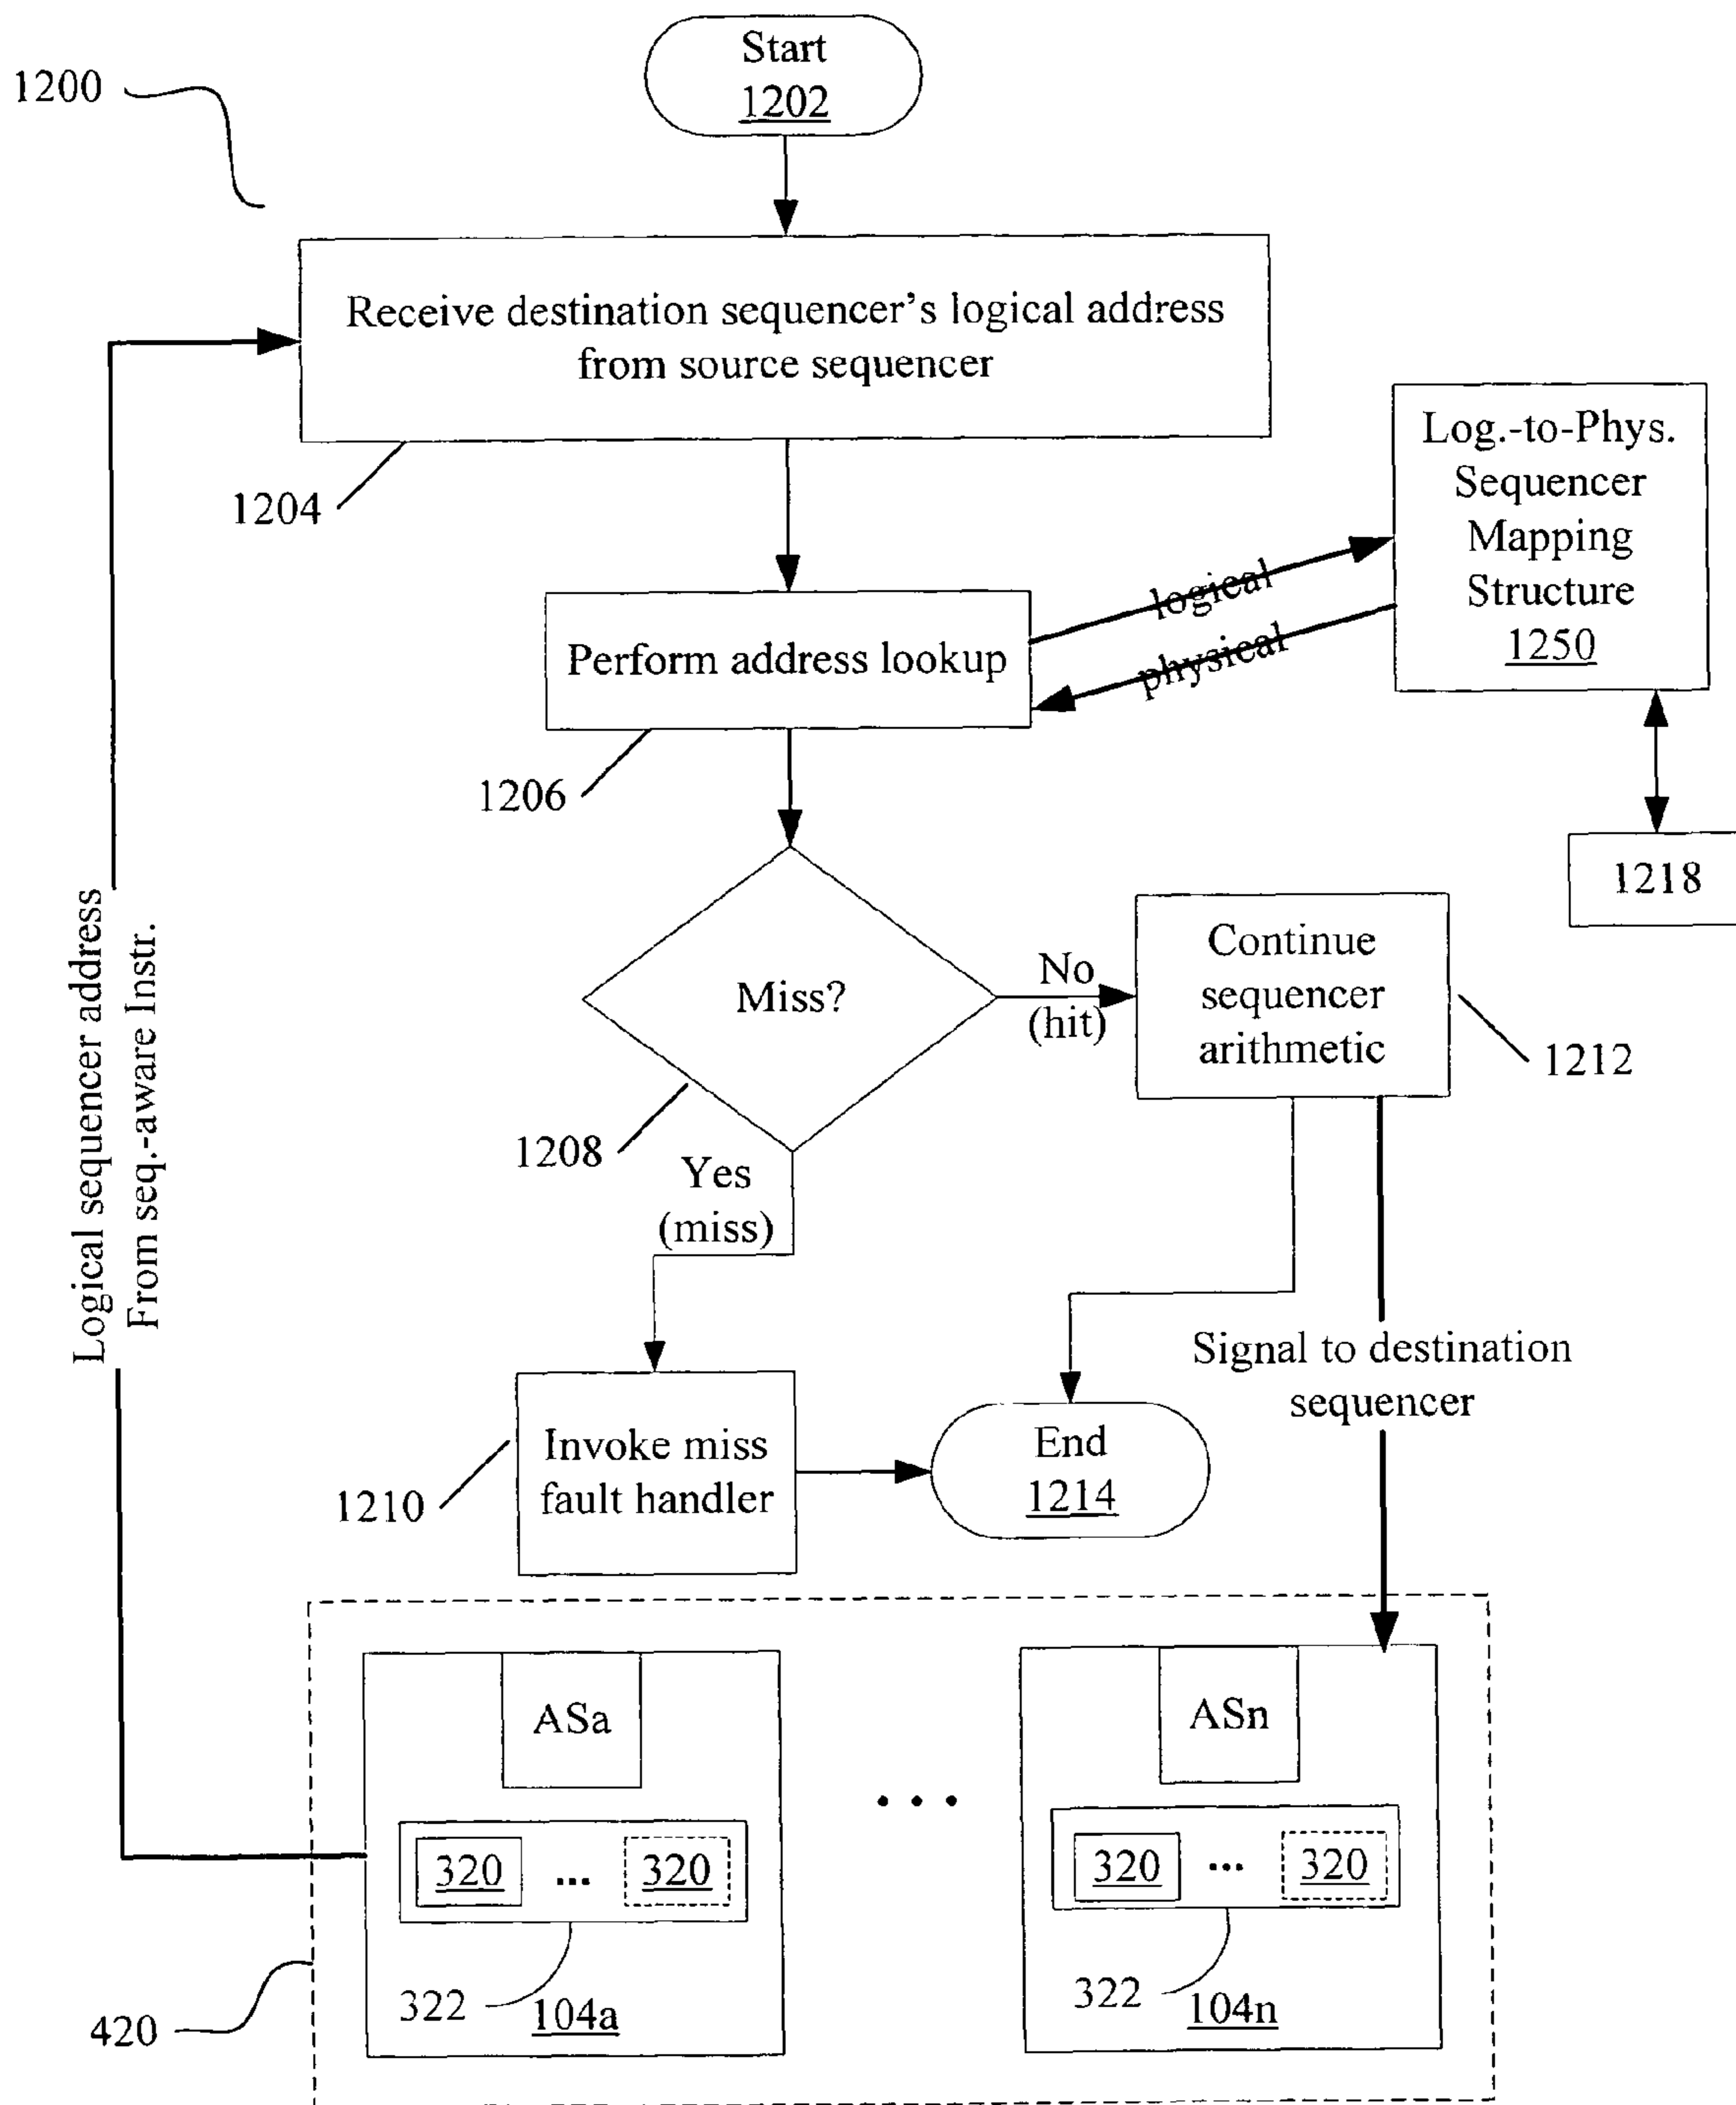 Start
1202
1200
Receive destination sequencer's logical address
from source sequencer
1204
Log.-to-Phys.
Sequencer
Mapping
Structure
1250
logical
physical
Perform address lookup
1206
1218
Miss?
No
(hit)
Continue
sequencer
arithmetic
1212
1208
Yes
(miss)
Logical sequencer address
From seq.-aware Instr.
Signal to destination
sequencer
Invoke miss
fault handler
1210
End
1214
ASa
ASn
...
320 ... 320
320 ... 320
322
104a
322
104n
420